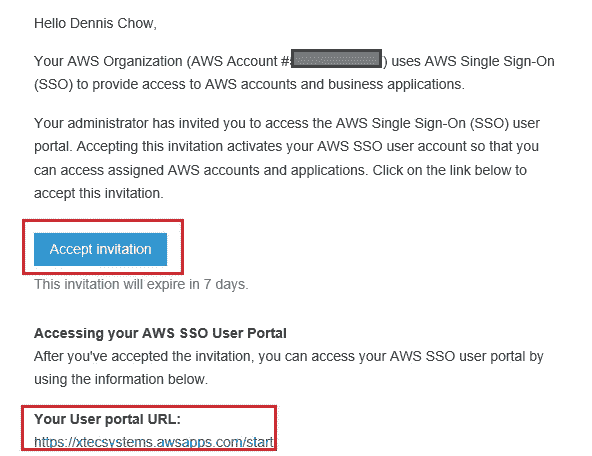 Hello Dennis Chow,
Your AWS Organization (AWS Account #) uses AWS Single Sign-On
(SSO) to provide access to AWS accounts and business applications.
Your administrator has invited you to access the AWS Single Sign-On (SSO) user
portal. Accepting this invitation activates your AWS SSO user account so that you
can access assigned AWS accounts and applications. Click on the link below to
accept this invitation.
Accept invitation
This invitation will expire in 7 days.
Accessing your AWS SSO User Portal
After you've accepted the invitation, you can access your AWS SSO user portal by
using the information below.
Your User portal URL:
https://xtecsystems.awsapps.com/start